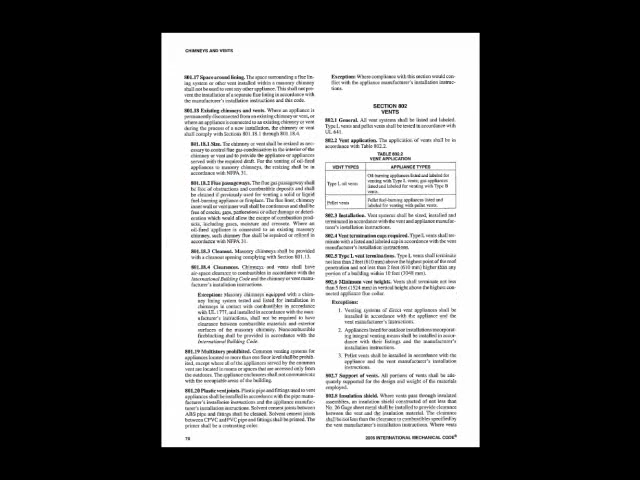 CHIMNEYS AND VENTS
801.17 Space around lining. The space surrounding a flue lin-
ing system or other vent installed within a masonry chimney
shall not be used to vent any other appliance. This shall not pre-
vent the installation of a separate flue lining in accordance with
the manufacturer's installation instructions and this code.
801.18 Existing chimneys and vents. Where an appliance is
permanently disconnected from an existing chimney or vent, or
where an appliance is connected to an existing chimney or vent
during the process of a new installation, the chimney or vent
shall comply with Sections 801.18.1 through 801.18.4.
801.18.1 Size. The chimney or vent shall be resized as nec-
essary to control flue gas condensation in the interior of the
chimney or vent and to provide the appliance or appliances
served with the required draft. For the venting of oil-fired
appliances to masonry chimneys, the resizing shall be in
accordance with NFPA 31.
801.18.2 Flue passageways. The flue gas passageway shall
be free of obstructions and combustible deposits and shall
be cleaned if previously used for venting a solid or liquid
fuel-burning appliance or fireplace. The flue liner, chimney
inner wall or vent inner wall shall be continuous and shall be
free of cracks, gaps, perforations or other damage or deteri-
oration which would allow the escape of combustion prod-
ucts, including gases, moisture and creosote. Where an
oil-fired appliance is connected to an existing masonry
chimney, such chimney flue shall be repaired or relined in
accordance with NFPA 31.
801.18.3 Cleanout. Masonry chimneys shall be provided
with a cleanout opening complying with Section 801.13.
801.18.4 Clearances. Chimneys and vents shall have
air-space clearance to combustibles in accordance with the
International Building Code and the chimney or vent manu-
facturer's installation instructions.
Exception: Masonry chimneys equipped with a chim-
ney lining system tested and listed for installation in
chimneys in contact with combustibles in accordance
with UL 1777, and installed in accordance with the man-
ufacturer's instructions, shall not be required to have
clearance between combustible materials and exterior
surfaces of the masonry chimney. Noncombustible
firestopping shall be provided in accordance with the
International Building Code.
801.19 Multistory prohibited. Common venting systems for
appliances located on more than one floor level shall be prohib-
ited, except where all of the appliances served by the common
vent are located in rooms or spaces that are accessed only from
the outdoors. The appliance enclosures shall not communicate
with the occupiable areas of the building.
801.20 Plastic vent joints. Plastic pipe and fittings used to vent
appliances shall be installed in accordance with the pipe manu-
facturer's installation instructions and the appliance manufac-
turer's installation instructions. Solvent cement joints between
ABS pipe and fittings shall be cleaned. Solvent cement joints
between CPVC and PVC pipe and fittings shall be primed. The
primer shall be a contrasting color.
Exception: Where compliance with this section would con-
flict with the appliance manufacturer's installation instruc-
tions.
SECTION 802
VENTS
802.1 General. All vent systems shall be listed and labeled.
Type L vents and pellet vents shall be tested in accordance with
UL 641.
802.2 Vent application. The application of vents shall be in
accordance with Table 802.2.
TABLE 802.2
VENT APPLICATION
VENT TYPES APPLIANCE TYPES
Type L oil vents Oil-burning appliances listed and labeled for
venting with Type L vents; gas appliances
listed and labeled for venting with Type B
vents.
Pellet vents Pellet fuel-burning appliances listed and
labeled for venting with pellet vents.
802.3 Installation. Vent systems shall be sized, installed and
terminated in accordance with the vent and appliance manufac-
turer's installation instructions.
802.4 Vent termination caps required. Type L vents shall ter-
minate with a listed and labeled cap in accordance with the vent
manufacturer's installation instructions.
802.5 Type L vent terminations. Type L vents shall terminate
not less than 2 feet (610 mm) above the highest point of the roof
penetration and not less than 2 feet (610 mm) higher than any
portion of a building within 10 feet (3048 mm).
802.6 Minimum vent heights. Vents shall terminate not less
than 5 feet (1524 mm) in vertical height above the highest con-
nected appliance flue collar.
Exceptions:
1. Venting systems of direct vent appliances shall be
installed in accordance with the appliance and the
vent manufacturer's instructions.
2. Appliances listed for outdoor installations incorporat-
ing integral venting means shall be installed in accor-
dance with their listings and the manufacturer's
installation instructions.
3. Pellet vents shall be installed in accordance with the
appliance and the vent manufacturer's installation
instructions.
802.7 Support of vents. All portions of vents shall be ade-
quately supported for the design and weight of the materials
employed.
802.8 Insulation shield. Where vents pass through insulated
assemblies, an insulation shield constructed of not less than
No. 26 Gage sheet metal shall be installed to provide clearance
between the vent and the insulation material. The clearance
shall be not less than the clearance to combustibles specified by
the vent manufacturer's installation instructions. Where vents
78
2006 INTERNATIONAL MECHANICAL CODE®